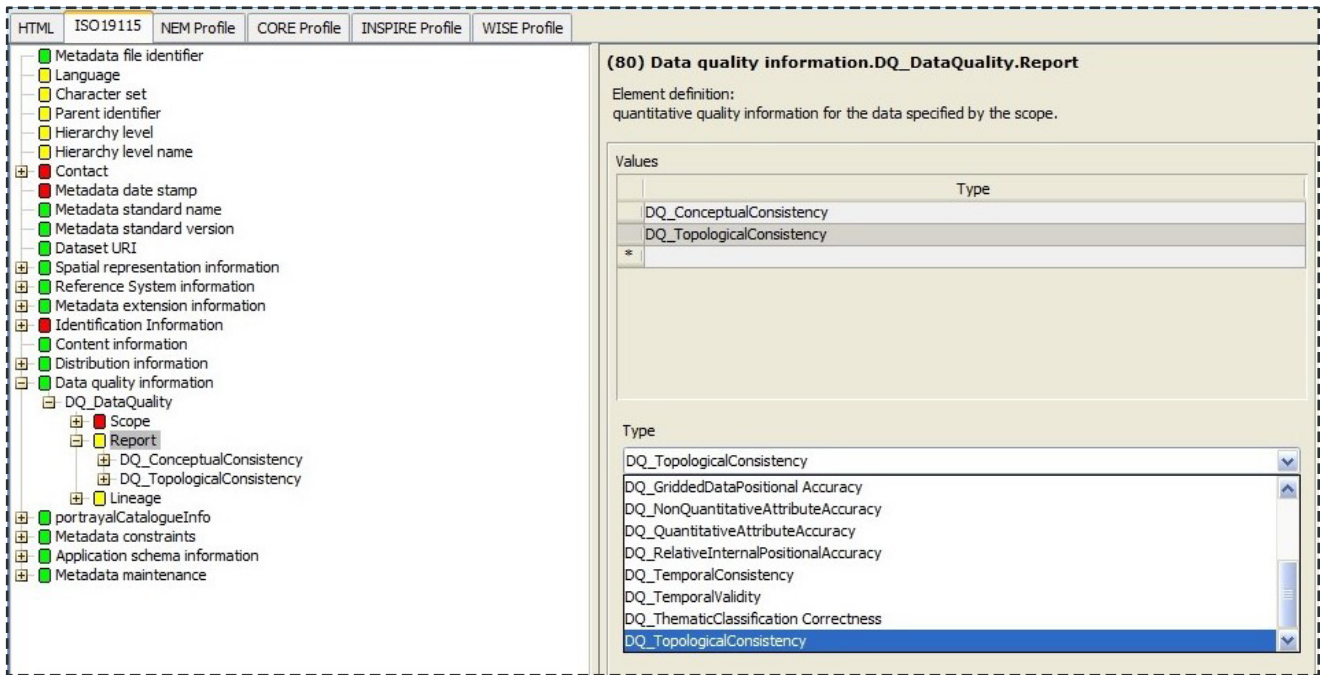 HTML ISO19115 NEM Profile CORE Profile INSPIRE Profile WISE Profile
Metadata file identifier
Language
Character set
Parent identifier
Hierarchy level
Hierarchy level name
Contact
Metadata date stamp
Metadata standard name
Metadata standard version
Dataset URI
Spatial representation information
Reference System information
Metadata extension information
Identification Information
Content information
Distribution information
Data quality information
DQ_DataQuality
Scope
Report
DQ_ConceptualConsistency
DQ_TopologicalConsistency
Lineage
portrayalCatalogueInfo
Metadata constraints
Application schema information
Metadata maintenance
(80) Data quality information.DQ_DataQuality.Report
Element definition:
quantitative quality information for the data specified by the scope.
Values
Type
DQ_ConceptualConsistency
DQ_TopologicalConsistency
*
Type
DQ_TopologicalConsistency
DQ_GriddedDataPositional Accuracy
DQ_NonQuantitativeAttributeAccuracy
DQ_QuantitativeAttributeAccuracy
DQ_RelativeInternalPositionalAccuracy
DQ_TemporalConsistency
DQ_TemporalValidity
DQ_ThematicClassification Correctness
DQ_TopologicalConsistency